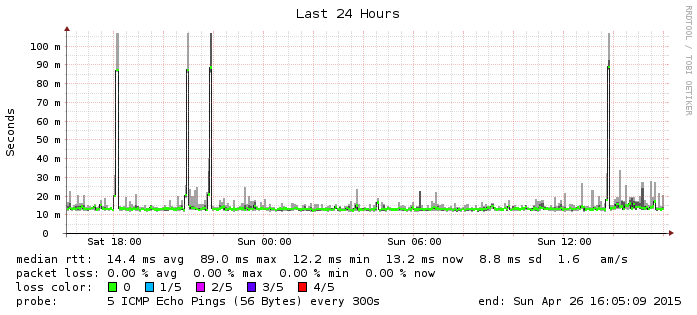 Last 24 Hours
RRDTOOL / TOBI OETIKER
Seconds
100 m
90 m
80 m
70 m
60 m
50 m
40 m
30 m
20 m
10 m
0
Sat 18:00 Sun 00:00 Sun 06:00 Sun 12:00
median rtt: 14.4 ms avg 89.0 ms max 12.2 ms min 13.2 ms now 8.8 ms sd 1.6 am/s
packet loss: 0.00 % avg 0.00 % max 0.00 % min 0.00 % now
loss color: 0 1/5 2/5 3/5 4/5
probe: 5 ICMP Echo Pings (56 Bytes) every 300s end: Sun Apr 26 16:05:09 2015